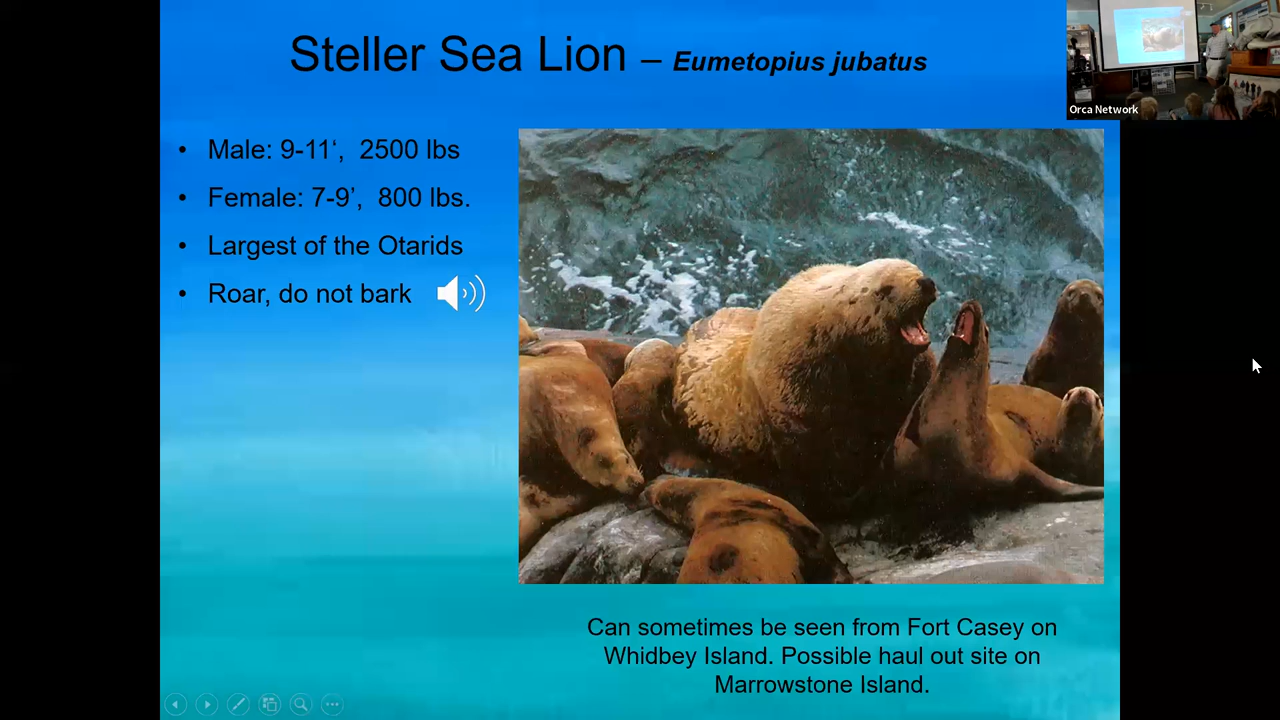 Steller Sea Lion – Eumetopius jubatus
Orca Network
• Male: 9-11‘, 2500 lbs
• Female: 7-9’, 800 lbs.
• Largest of the Otarids
• Roar, do not bark
Can sometimes be seen from Fort Casey on
Whidbey Island. Possible haul out site on
Marrowstone Island.